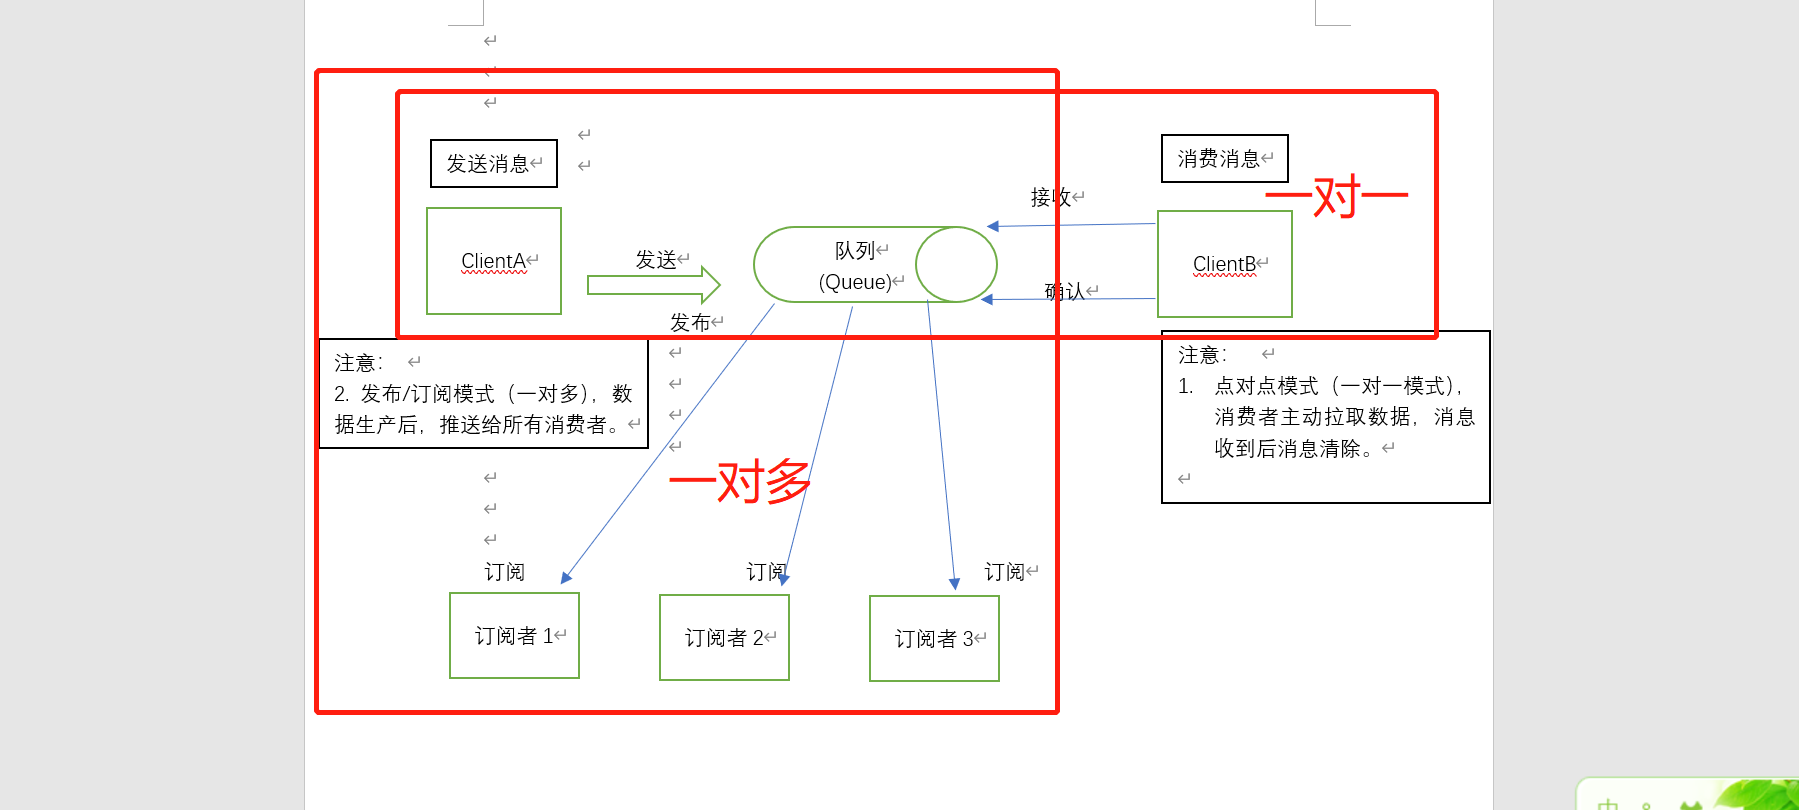 发送消息
消费消息
一对一
接收
ClientA
发送
队列
(Queue)
ClientB
确认
发布
注意：
2. 发布/订阅模式（一对多），数
据生产后，推送给所有消费者。
注意：
1. 点对点模式（一对一模式），
消费者主动拉取数据，消息
收到后消息清除。
一对多
订阅
订阅
订阅
订阅者 1
订阅者 2
订阅者 3
中